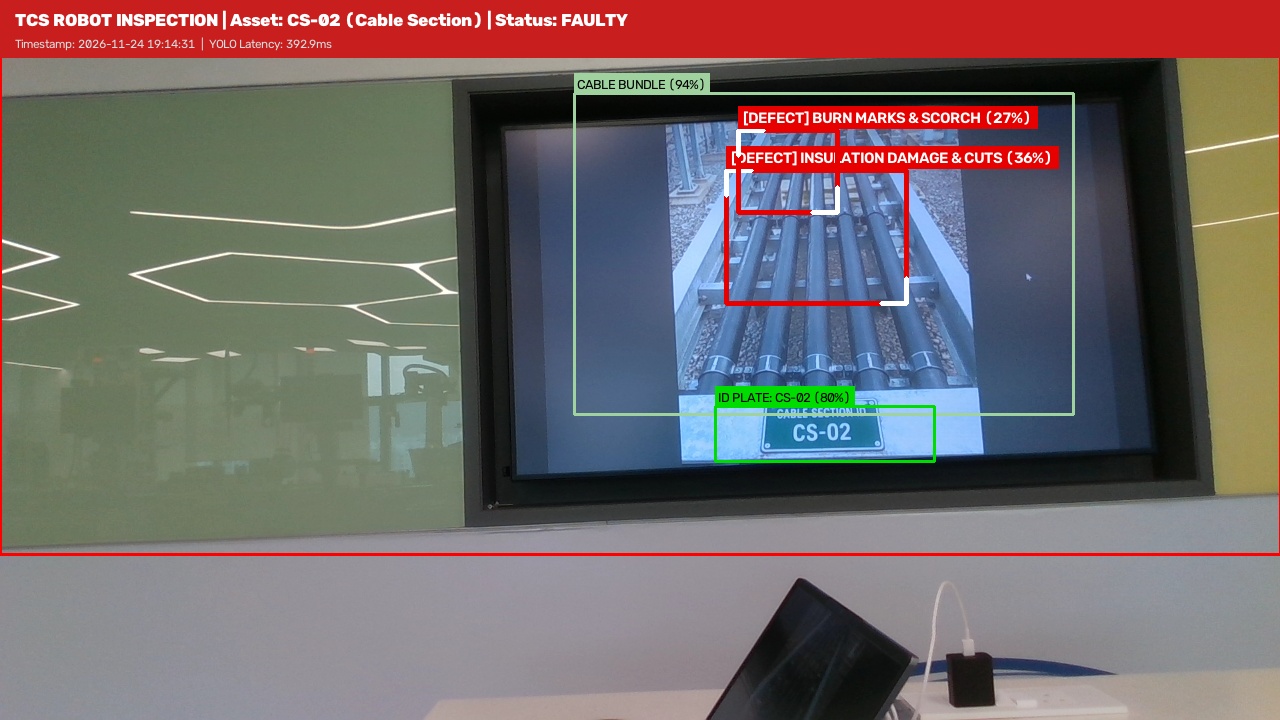 TCS ROBOT INSPECTION | Asset: CS-02 (Cable Section) | Status: FAULTY
Timestamp: 2026-11-24 19:14:31 | YOLO Latency: 392.9ms
CABLE BUNDLE (94%)
[DEFECT] BURN MARKS & SCORCH (27%)
[DEFECT] INSULATION DAMAGE & CUTS (36%)
ID PLATE: CS-02 (80%)
CABLE SECTION ID
CS-02